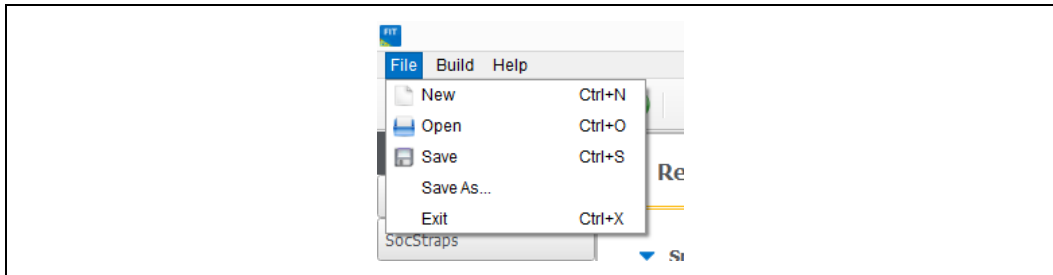 FIT
File Build Help
New Ctrl+N
Open Ctrl+O
Save Ctrl+S
Save As...
Exit Ctrl+X
SocStraps